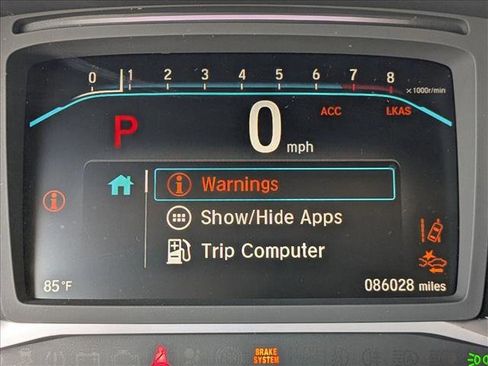 0 1 2 3 4 5 6 7 8 x1000r/min
ACC LKAS
P 0 mph
Warnings
Show/Hide Apps
Trip Computer
85°F 086028 miles
BRAKE
SYSTEM